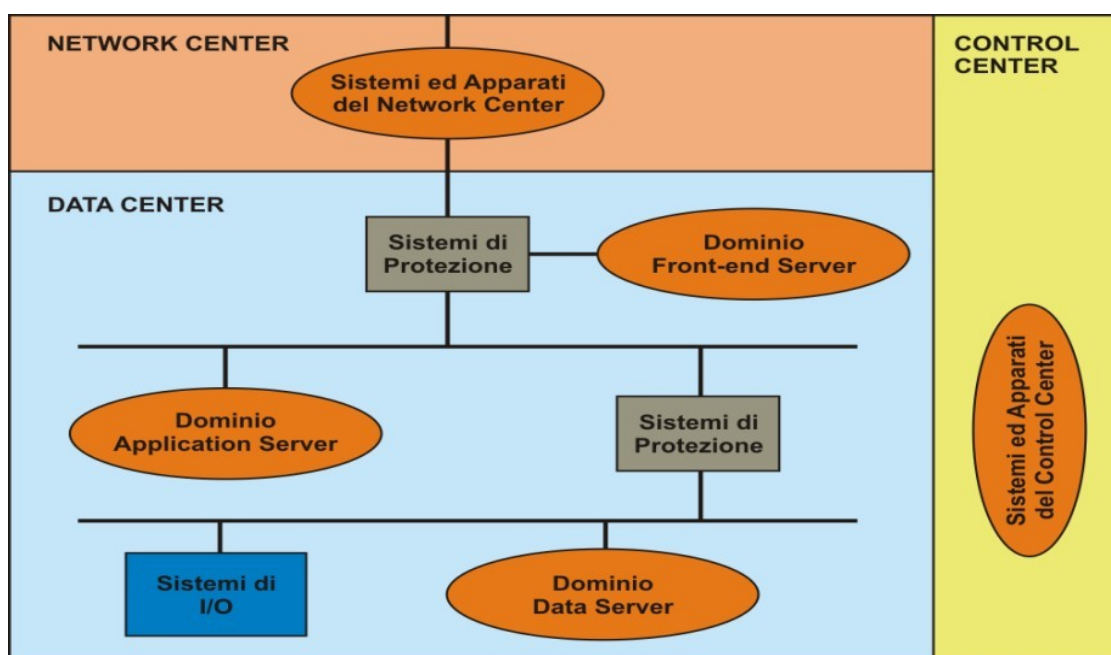 NETWORK CENTER
Sistemi ed Apparati
del Network Center
CONTROL
CENTER
DATA CENTER
Sistemi di
Protezione
Dominio
Front-end Server
Dominio
Application Server
Sistemi di
Protezione
Sistemi ed Apparati
del Control Center
Sistemi di
I/O
Dominio
Data Server